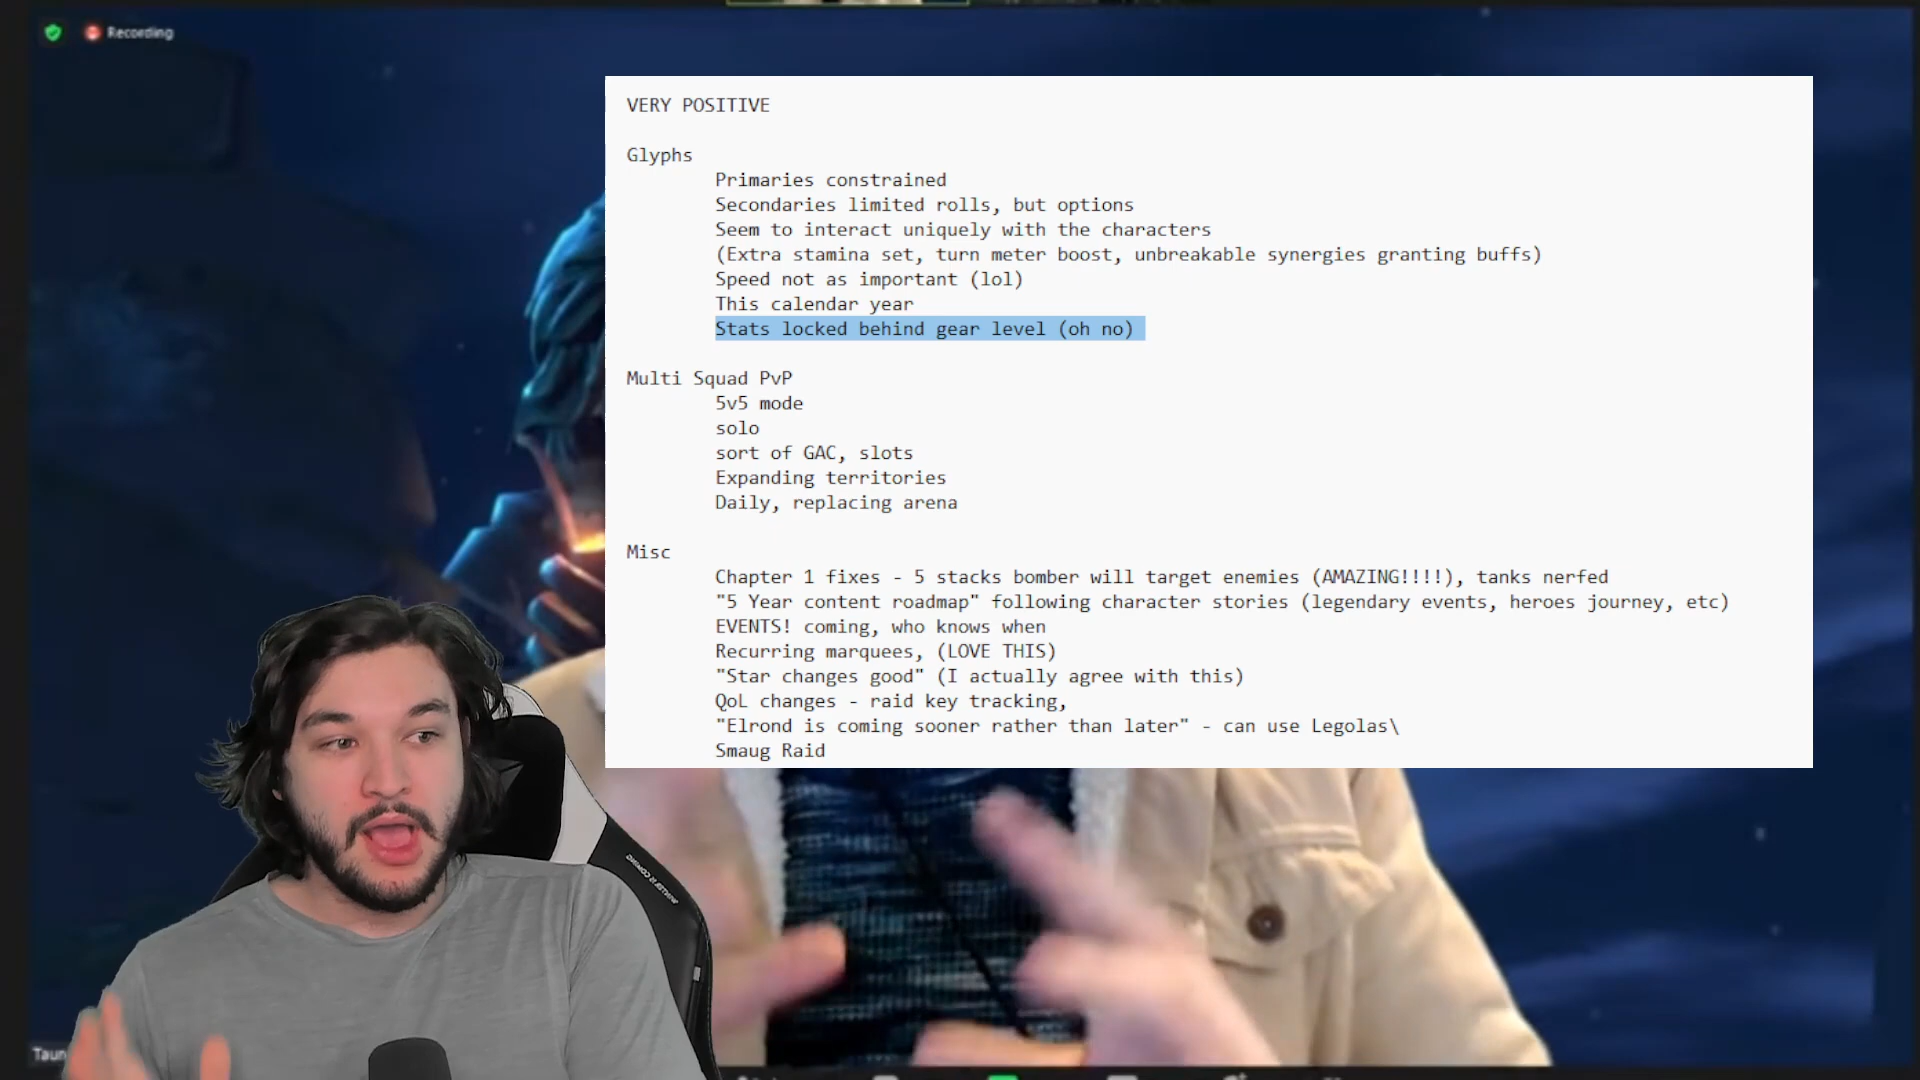 Recording
VERY POSITIVE
Glyphs
Primaries constrained
Secondaries limited rolls, but options
Seem to interact uniquely with the characters
(Extra stamina set, turn meter boost, unbreakable synergies granting buffs)
Speed not as important (lol)
This calendar year
Stats locked behind gear level (oh no)
Multi Squad PvP
5v5 mode
solo
sort of GAC, slots
Expanding territories
Daily, replacing arena
Misc
Chapter 1 fixes - 5 stacks bomber will target enemies (AMAZING!!!!), tanks nerfed
"5 Year content roadmap" following character stories (legendary events, heroes journey, etc)
EVENTS! coming, who knows when
Recurring marquees, (LOVE THIS)
"Star changes good" (I actually agree with this)
QoL changes - raid key tracking,
"Elrond is coming sooner rather than later" - can use Legolas\
Smaug Raid
Taun